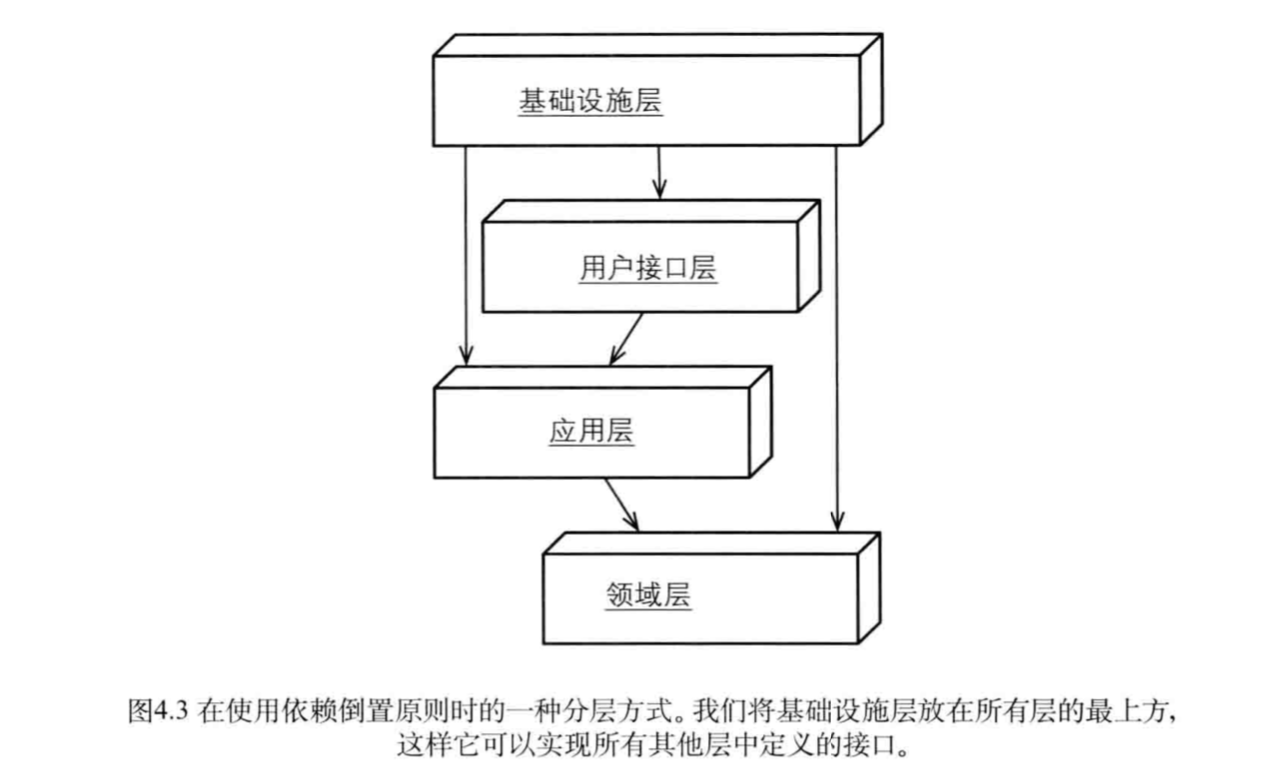 基础设施层
用户接口层
应用层
领域层
图4.3 在使用依赖倒置原则时的一种分层方式。我们将基础设施层放在所有层的最上方,
这样它可以实现所有其他层中定义的接口。